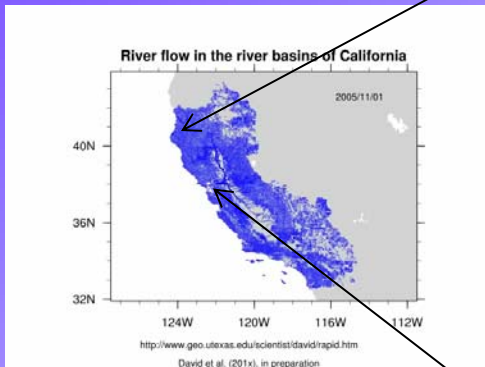 River flow in the river basins of California
2005/11/01
40N
36N
32N
124W 120W 116W 112W
http://www.geo.utexas.edu/scientist/david/rapid.htm
David et al. (201x), in preparation